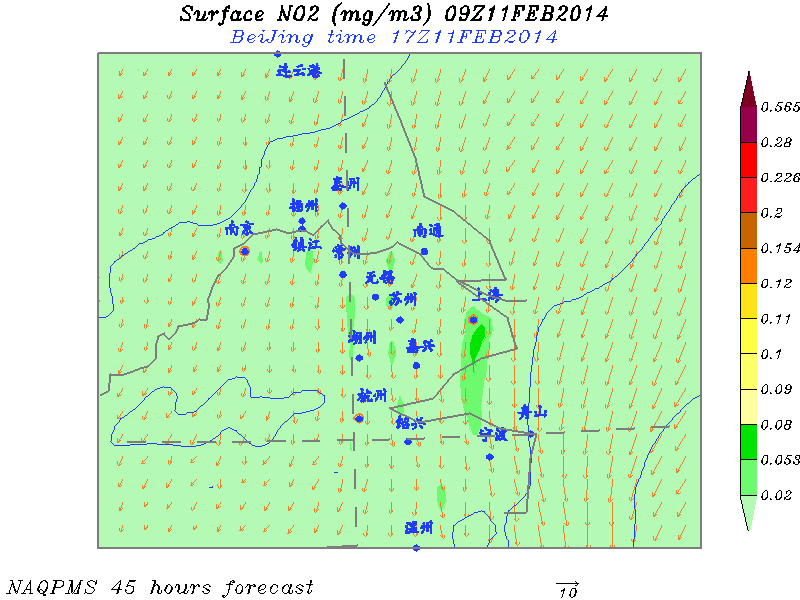 Surface NO2 (mg/m3) 09Z11FEB2014
BeiJing time 17Z11FEB2014
连云港
泰州
扬州
南京
镇江
常州
南通
无锡
苏州
上海
湖州
嘉兴
杭州
绍兴
舟山
宁波
温州
0.565
0.28
0.226
0.2
0.154
0.12
0.11
0.1
0.09
0.08
0.053
0.02
NAQPMS 45 hours forecast
10